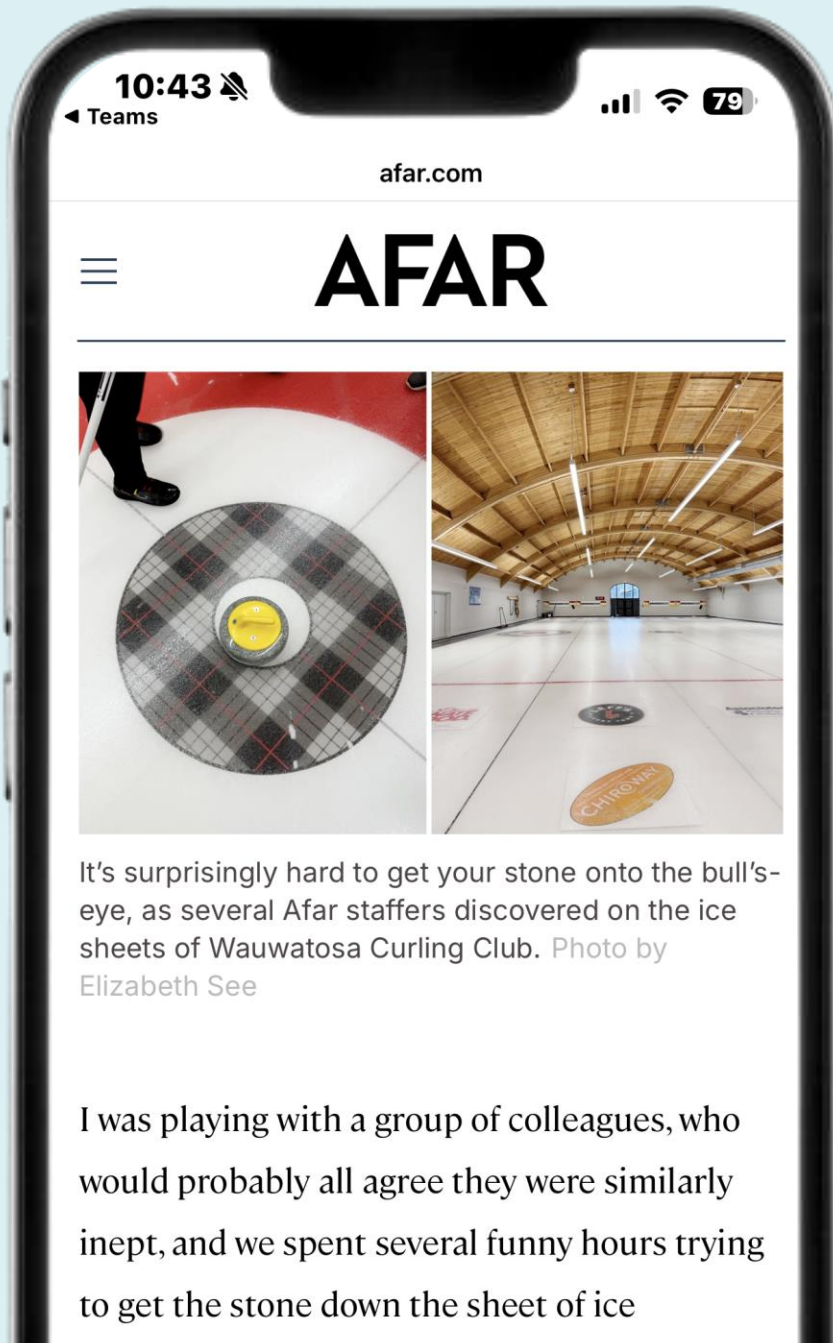 10:43
79
◀ Teams
afar.com
AFAR
CHIROWAY
It’s surprisingly hard to get your stone onto the bull’s-
eye, as several Afar staffers discovered on the ice
sheets of Wauwatosa Curling Club. Photo by
Elizabeth See
I was playing with a group of colleagues, who
would probably all agree they were similarly
inept, and we spent several funny hours trying
to get the stone down the sheet of ice